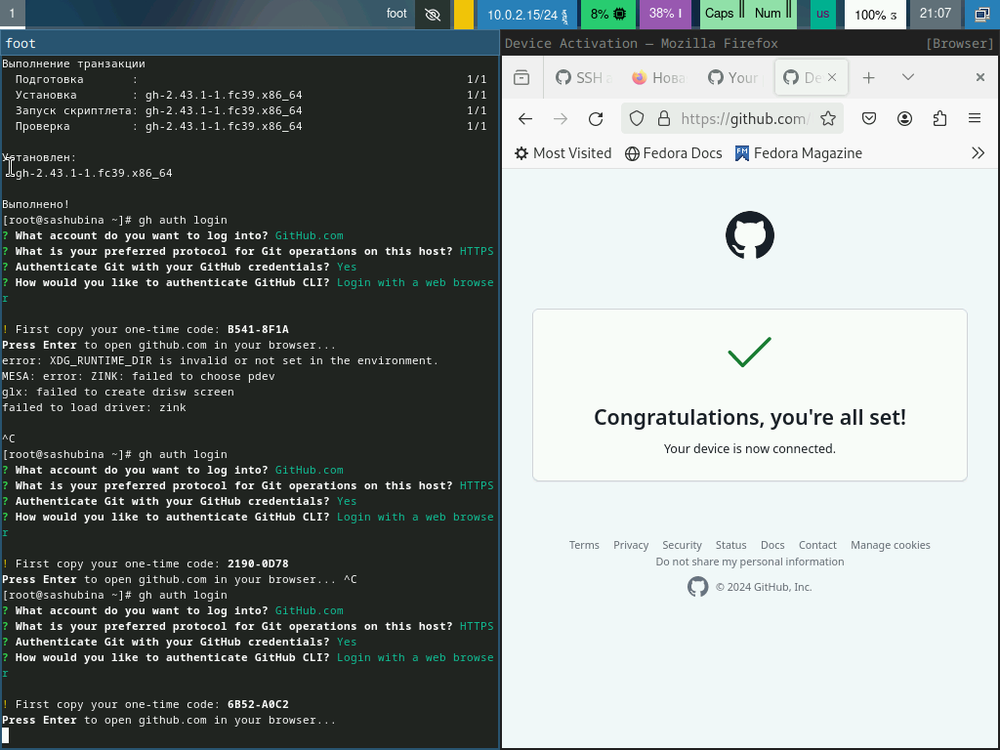 1
foot
10.0.2.15/24
8%
38%
Caps
Num
us
100%
21:07
foot
Выполнение транзакции
Подготовка : 1/1
Установка : gh-2.43.1-1.fc39.x86_64 1/1
Запуск скриптлета: gh-2.43.1-1.fc39.x86_64 1/1
Проверка : gh-2.43.1-1.fc39.x86_64 1/1
Установлен:
gh-2.43.1-1.fc39.x86_64
Выполнено!
[root@sashubina ~]# gh auth login
? What account do you want to log into? GitHub.com
? What is your preferred protocol for Git operations on this host? HTTPS
? Authenticate Git with your GitHub credentials? Yes
? How would you like to authenticate GitHub CLI? Login with a web browse
r
! First copy your one-time code: B541-8F1A
Press Enter to open github.com in your browser...
error: XDG_RUNTIME_DIR is invalid or not set in the environment.
MESA: error: ZINK: failed to choose pdev
glx: failed to create drisw screen
failed to load driver: zink
^C
[root@sashubina ~]# gh auth login
? What account do you want to log into? GitHub.com
? What is your preferred protocol for Git operations on this host? HTTPS
? Authenticate Git with your GitHub credentials? Yes
? How would you like to authenticate GitHub CLI? Login with a web browse
r
! First copy your one-time code: 2190-0D78
Press Enter to open github.com in your browser... ^C
[root@sashubina ~]# gh auth login
? What account do you want to log into? GitHub.com
? What is your preferred protocol for Git operations on this host? HTTPS
? Authenticate Git with your GitHub credentials? Yes
? How would you like to authenticate GitHub CLI? Login with a web browse
r
! First copy your one-time code: 6B52-A0C2
Press Enter to open github.com in your browser...
Device Activation — Mozilla Firefox [Browser]
SSH
Нова
Your
De
https://github.com/
Most Visited
Fedora Docs
FM
Fedora Magazine
Congratulations, you're all set!
Your device is now connected.
Terms Privacy Security Status Docs Contact Manage cookies
Do not share my personal information
© 2024 GitHub, Inc.